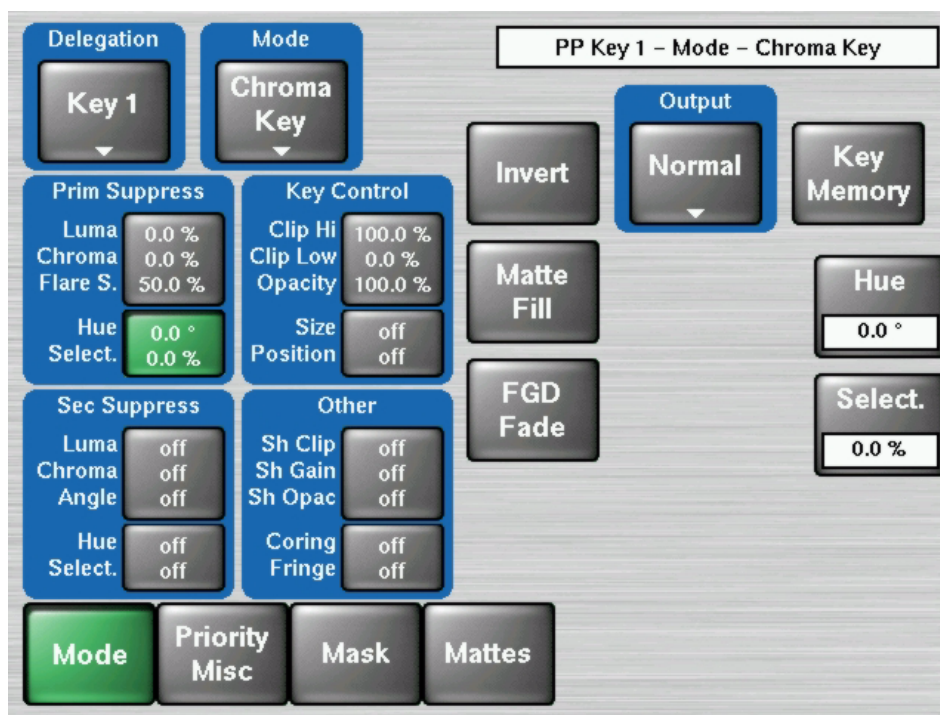 Delegation
Mode
PP Key 1 – Mode – Chroma Key
Key 1
Chroma
Key
Output
Invert
Normal
Key
Memory
Prim Suppress
Luma 0.0 %
Chroma 0.0 %
Flare S. 50.0 %
Hue 0.0 °
Select. 0.0 %
Key Control
Clip Hi 100.0 %
Clip Low 0.0 %
Opacity 100.0 %
Size off
Position off
Matte
Fill
Hue
0.0 °
FGD
Fade
Select.
0.0 %
Sec Suppress
Luma off
Chroma off
Angle off
Hue off
Select. off
Other
Sh Clip off
Sh Gain off
Sh Opac off
Coring off
Fringe off
Mode
Priority
Misc
Mask
Mattes